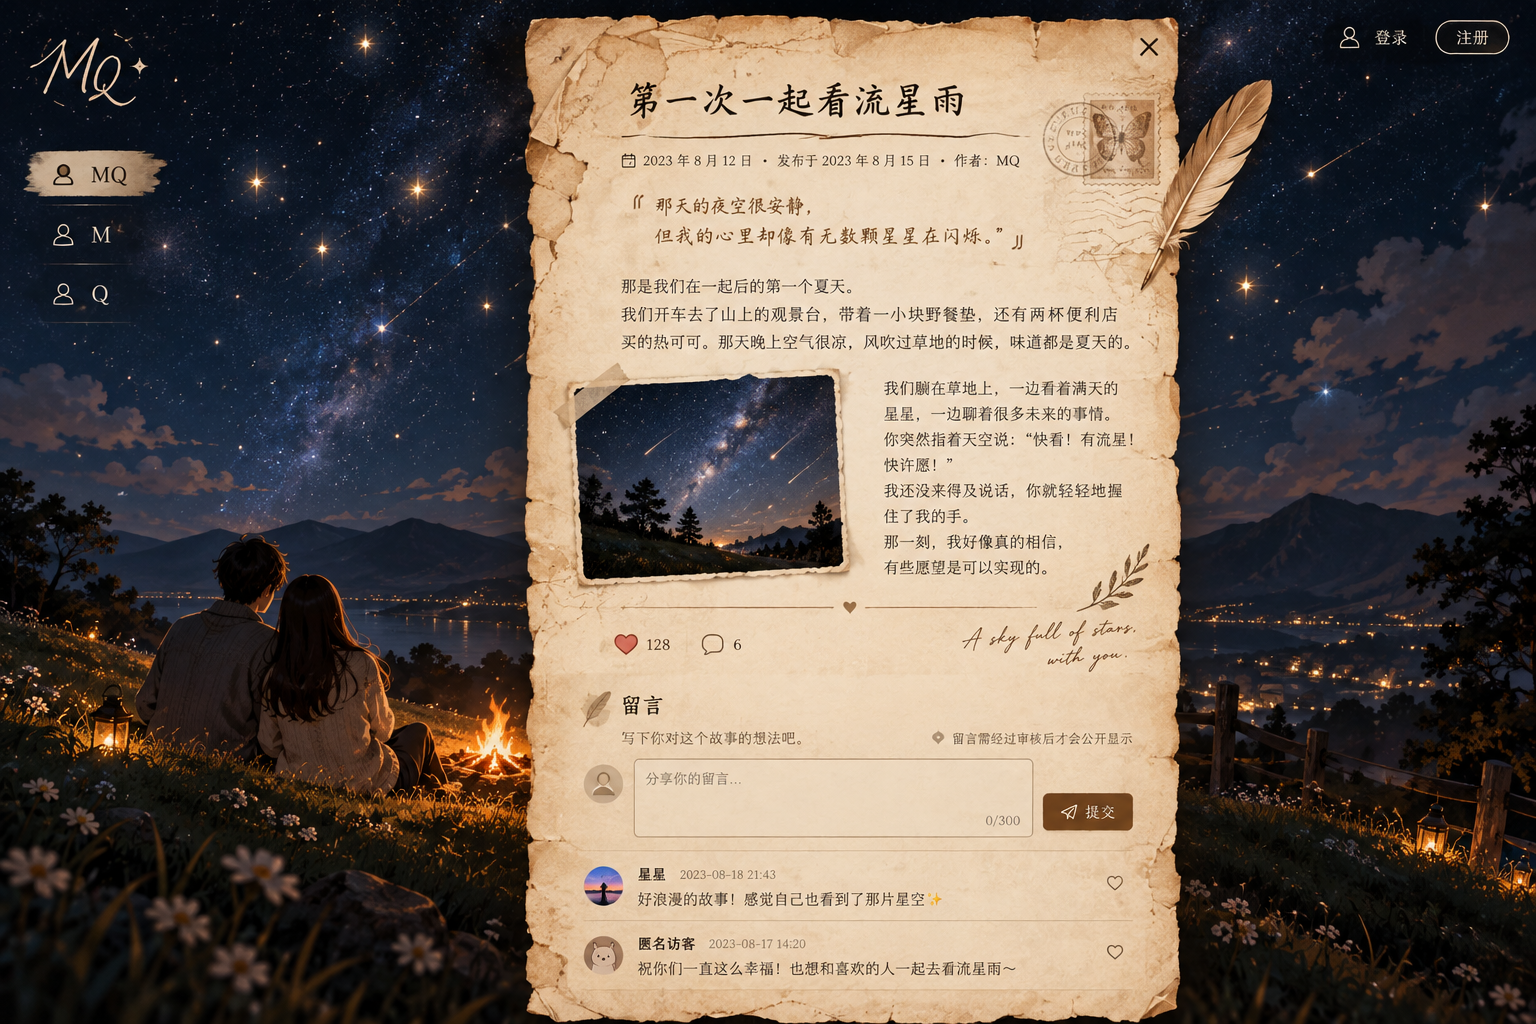 MQ
登录
注册
MQ
M
Q
第一次一起看流星雨
2023 年 8 月 12 日 • 发布于 2023 年 8 月 15 日 • 作者：MQ
『那天的夜空很安静，
但我的心里却像有无数颗星星在闪烁。”』
那是我们在一起后的第一个夏天。
我们开车去了山上的观景台，带着一小块野餐垫，还有两杯便利店
买的热可可。那天晚上空气很凉，风吹过草地的时候，味道都是夏天的。
在草地上，一边看着满天的
星星，一边聊着很多未来的事情。
你突然指着天空说：“快看！有流星！
快许愿！”
我还没来得及说话，你就轻轻地握
住了我的手。
那一刻，我好像真的相信，
有些愿望是可以实现的。
128
6
A sky full of stars,
with you.
留言
写下你对这个故事的想法吧。
留言需经过审核后才会公开显示
分享你的留言...
0/300
提交
星星 2023-08-18 21:43
好浪漫的故事！感觉自己也看到了那片星空✨
匿名访客 2023-08-17 14:20
祝你们一直这么幸福！也想和喜欢的人一起去看流星雨～